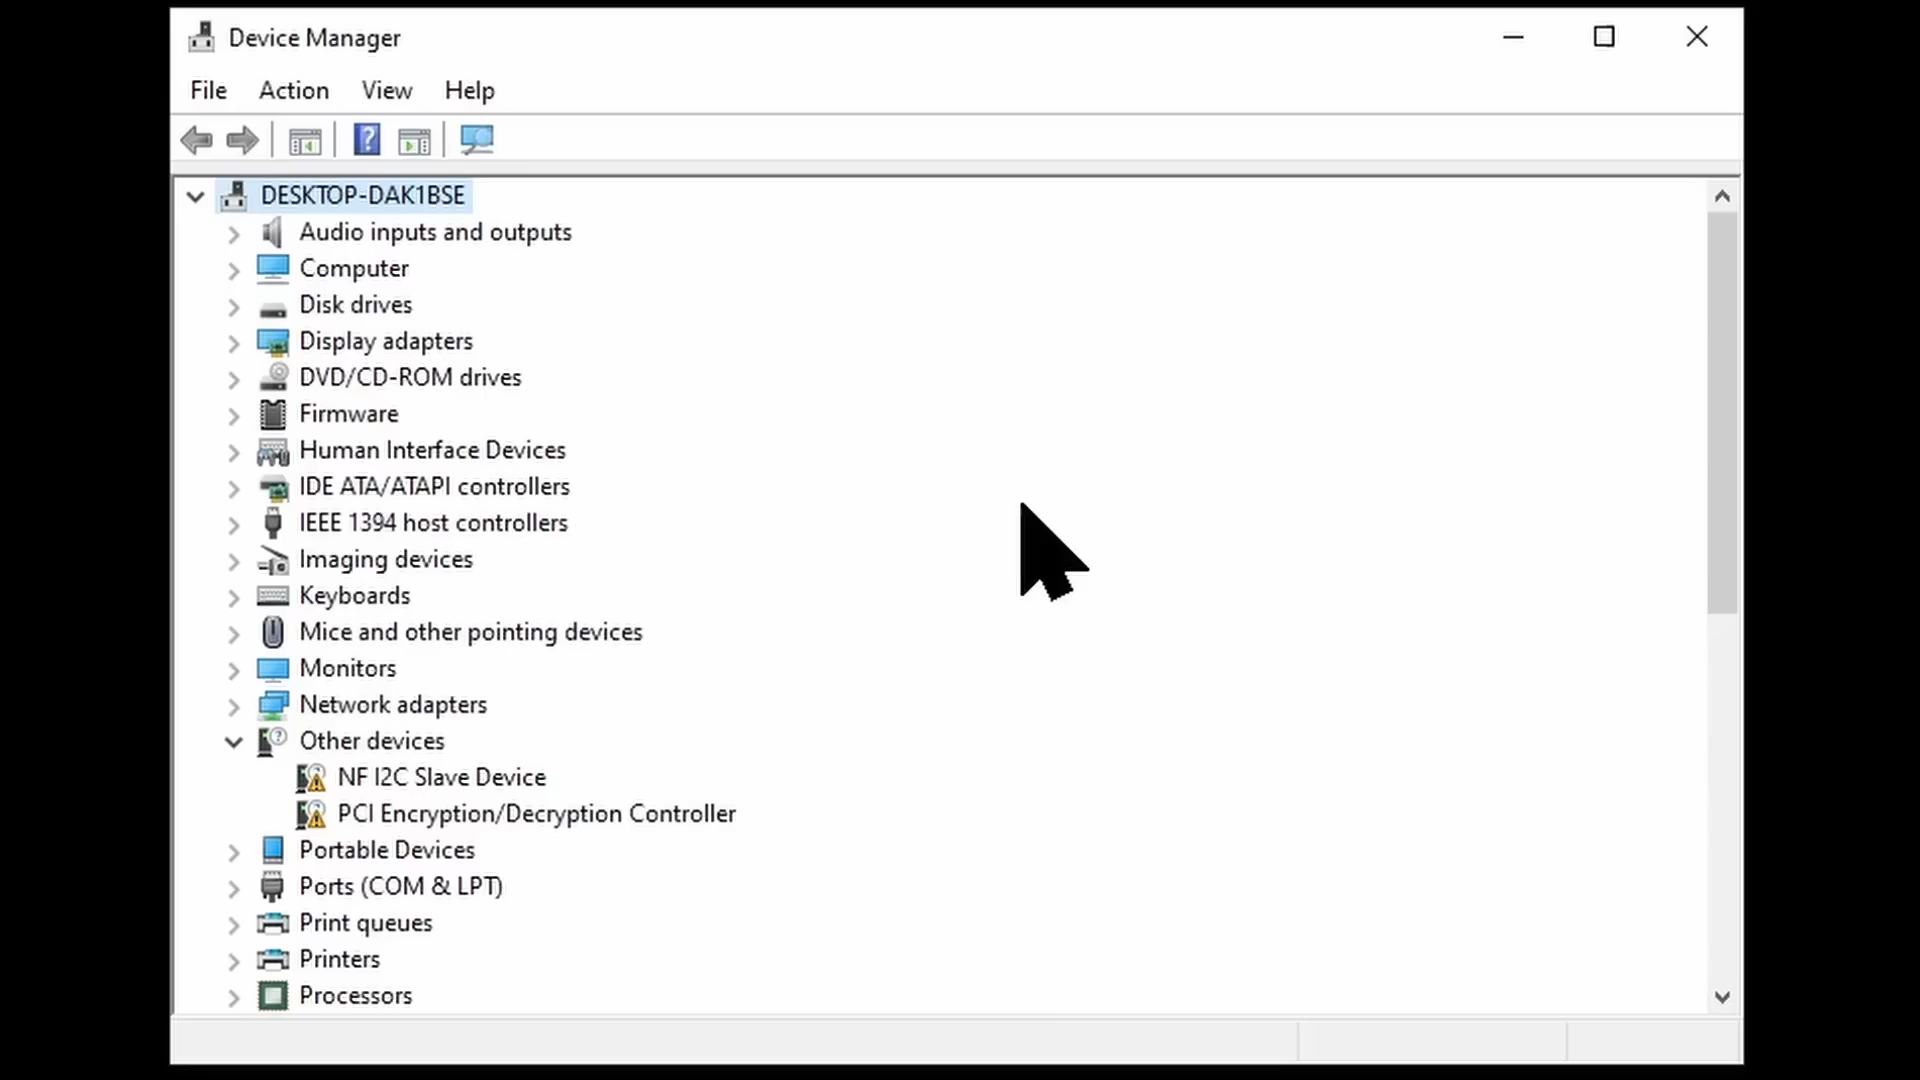 Device Manager
File Action View Help
DESKTOP-DAK1BSE
Audio inputs and outputs
Computer
Disk drives
Display adapters
DVD/CD-ROM drives
Firmware
Human Interface Devices
IDE ATA/ATAPI controllers
IEEE 1394 host controllers
Imaging devices
Keyboards
Mice and other pointing devices
Monitors
Network adapters
Other devices
NF I2C Slave Device
PCI Encryption/Decryption Controller
Portable Devices
Ports (COM & LPT)
Print queues
Printers
Processors